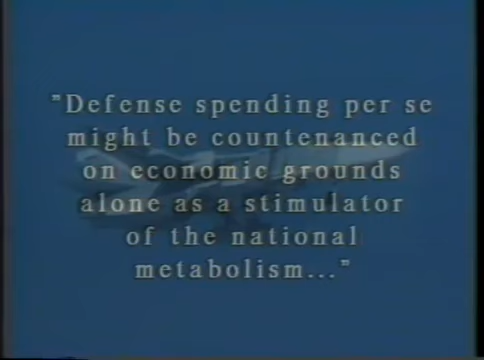 "Defense spending per se
might be countenanced
on economic grounds
alone as a stimulator
of the national
metabolism..."